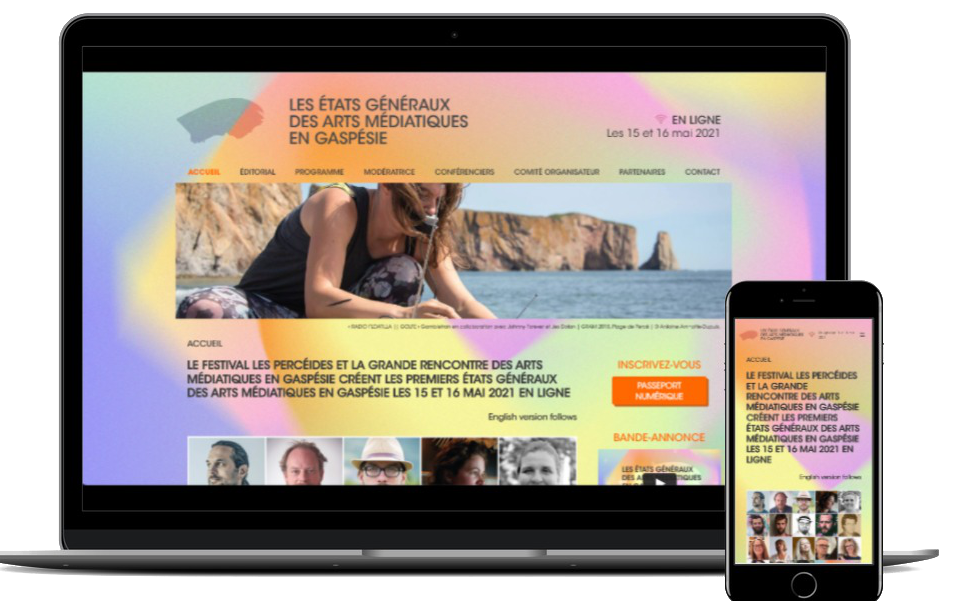 LES ÉTATS GÉNÉRAUX
DES ARTS MÉDIATIQUES
EN GASPÉSIE
EN LIGNE
Les 15 et 16 mai 2021
ACCUEIL ÉDITORIAL PROGRAMME MODÉRATRICE CONFÉRENCIERS COMITÉ ORGANISATEUR PARTENAIRES CONTACT
ACCUEIL
LE FESTIVAL LES PERCÉIDES ET LA GRANDE RENCONTRE DES ARTS
MÉDIATIQUES EN GASPÉSIE CRÉENT LES PREMIERS ÉTATS GÉNÉRAUX
DES ARTS MÉDIATIQUES EN GASPÉSIE LES 15 ET 16 MAI 2021 EN LIGNE
English version follows
INSCRIVEZ-VOUS
PASSEPORT
NUMÉRIQUE
BANDE-ANNONCE
LES ÉTATS GÉNÉRAUX
LES ÉTATS GÉNÉRAUX
DES ARTS MÉDIATIQUES
EN GASPÉSIE
ACCUEIL
LE FESTIVAL LES PERCÉIDES
ET LA GRANDE
RENCONTRE DES ARTS
MÉDIATIQUES EN GASPÉSIE
CRÉENT LES PREMIERS
ÉTATS GÉNÉRAUX DES ARTS
MÉDIATIQUES EN GASPÉSIE
LES 15 ET 16 MAI 2021 EN
LIGNE
English version follows